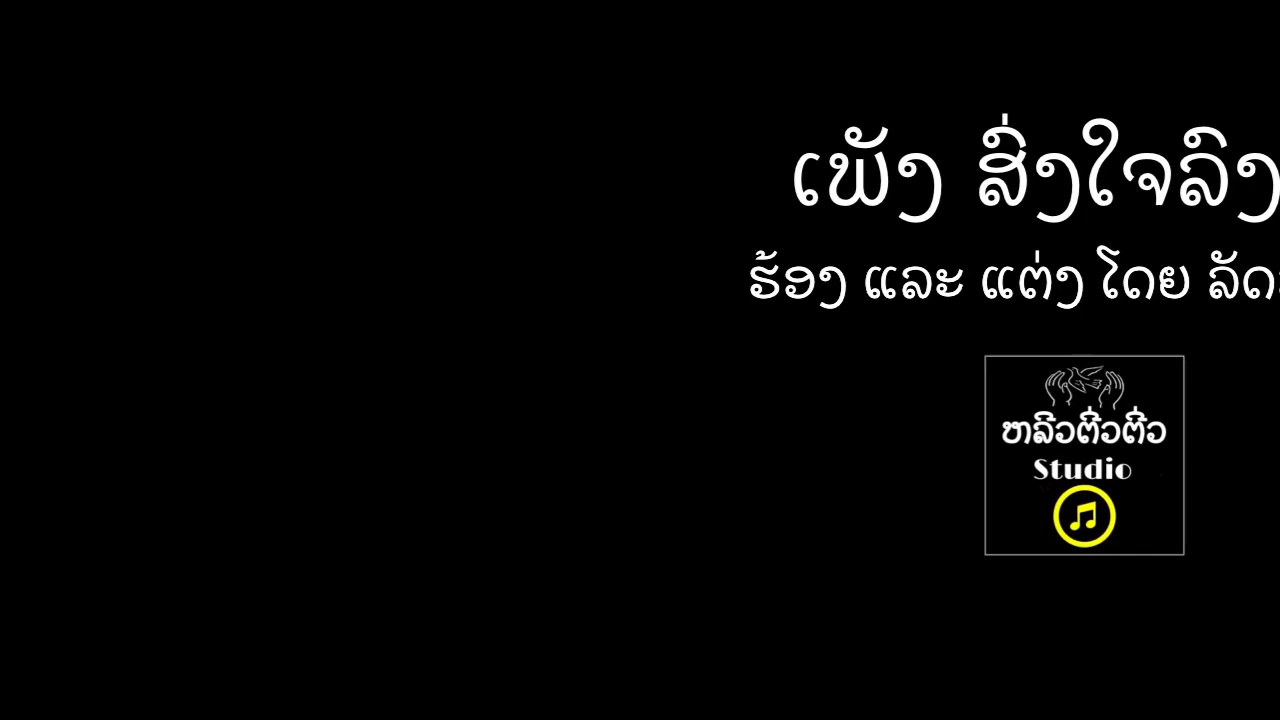 ເພັງ ສົ່ງໃຈລົງ
ຮ້ອງ ແລະ ແຕ່ງ ໂດຍ
ຫລີວຕີ່ວຕີ່ວ
Studio